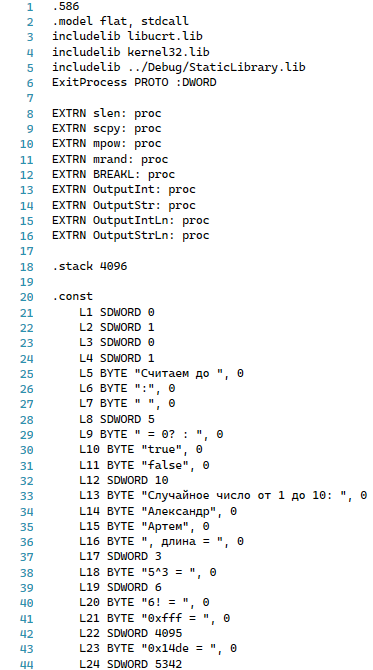 1 .586
2 .model flat, stdcall
3 includelib libucrt.lib
4 includelib kernel32.lib
5 includelib ../Debug/StaticLibrary.lib
6 ExitProcess PROTO :DWORD
7
8 EXTRN slen: proc
9 EXTRN scpy: proc
10 EXTRN mpow: proc
11 EXTRN mrand: proc
12 EXTRN BREAKL: proc
13 EXTRN OutputInt: proc
14 EXTRN OutputStr: proc
15 EXTRN OutputIntLn: proc
16 EXTRN OutputStrLn: proc
17
18 .stack 4096
19
20 .const
21 L1 SDWORD 0
22 L2 SDWORD 1
23 L3 SDWORD 0
24 L4 SDWORD 1
25 L5 BYTE "Считаем до ", 0
26 L6 BYTE ":", 0
27 L7 BYTE " ", 0
28 L8 SDWORD 5
29 L9 BYTE " = 0? : ", 0
30 L10 BYTE "true", 0
31 L11 BYTE "false", 0
32 L12 SDWORD 10
33 L13 BYTE "Случайное число от 1 до 10: ", 0
34 L14 BYTE "Александр", 0
35 L15 BYTE "Артем", 0
36 L16 BYTE ", длина = ", 0
37 L17 SDWORD 3
38 L18 BYTE "5^3 = ", 0
39 L19 SDWORD 6
40 L20 BYTE "6! = ", 0
41 L21 BYTE "0xfff = ", 0
42 L22 SDWORD 4095
43 L23 BYTE "0x14de = ", 0
44 L24 SDWORD 5342